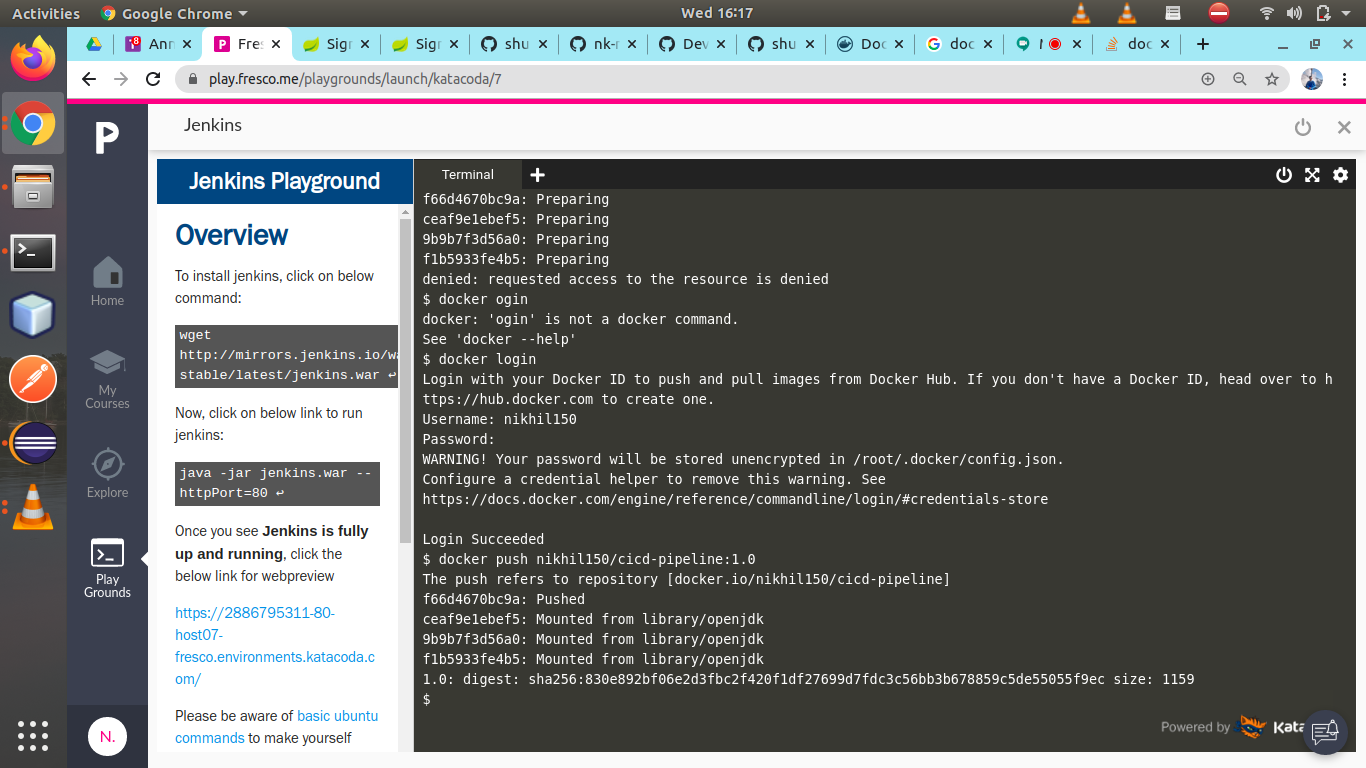 Activities
Google Chrome
Wed 16:17
8
Ann
Fres
Sign
Sign
shu
nk-r
Dev
shu
Doc
doc
doc
play.fresco.me/playgrounds/launch/katacoda/7
P
Jenkins
Home
My
Courses
Explore
Play
Grounds
N.
Jenkins Playground
Overview
To install jenkins, click on below
command:
wget
http://mirrors.jenkins.io/wa
stable/latest/jenkins.war ↩
Now, click on below link to run
jenkins:
java -jar jenkins.war --
httpPort=80 ↩
Once you see Jenkins is fully
up and running, click the
below link for webpreview
https://2886795311-80-
host07-
fresco.environments.katacoda.c
om/
Please be aware of basic ubuntu
commands to make yourself
Terminal
f66d4670bc9a: Preparing
ceaf9e1ebef5: Preparing
9b9b7f3d56a0: Preparing
f1b5933fe4b5: Preparing
denied: requested access to the resource is denied
$ docker ogin
docker: 'ogin' is not a docker command.
See 'docker --help'
$ docker login
Login with your Docker ID to push and pull images from Docker Hub. If you don't have a Docker ID, head over to h
ttps://hub.docker.com to create one.
Username: nikhil150
Password:
WARNING! Your password will be stored unencrypted in /root/.docker/config.json.
Configure a credential helper to remove this warning. See
https://docs.docker.com/engine/reference/commandline/login/#credentials-store
Login Succeeded
$ docker push nikhil150/cicd-pipeline:1.0
The push refers to repository [docker.io/nikhil150/cicd-pipeline]
f66d4670bc9a: Pushed
ceaf9e1ebef5: Mounted from library/openjdk
9b9b7f3d56a0: Mounted from library/openjdk
f1b5933fe4b5: Mounted from library/openjdk
1.0: digest: sha256:830e892bf06e2d3fbc2f420f1df27699d7fdc3c56bb3b678859c5de55055f9ec size: 1159
$
Powered by Kata